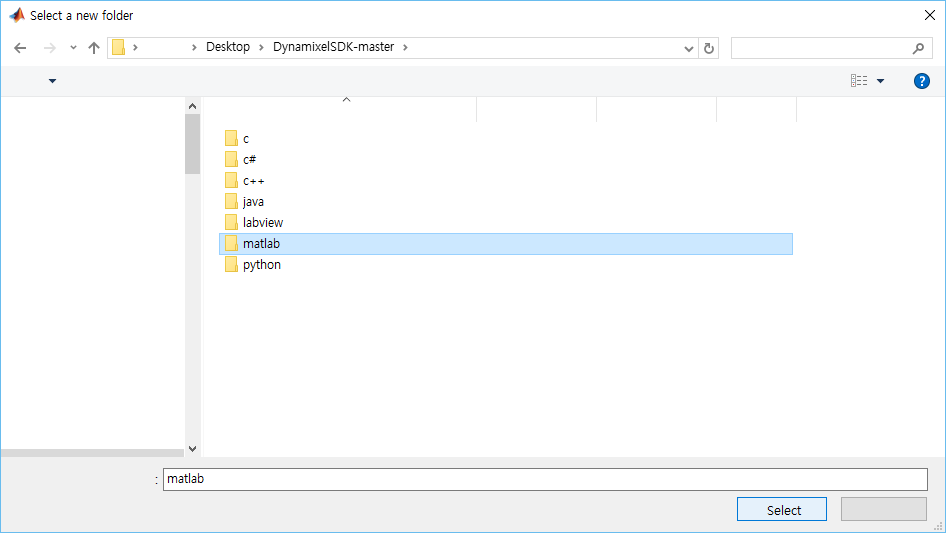 Select a new folder
Desktop > DynamixelSDK-master >
c
c#
c++
java
labview
matlab
python
: matlab
Select